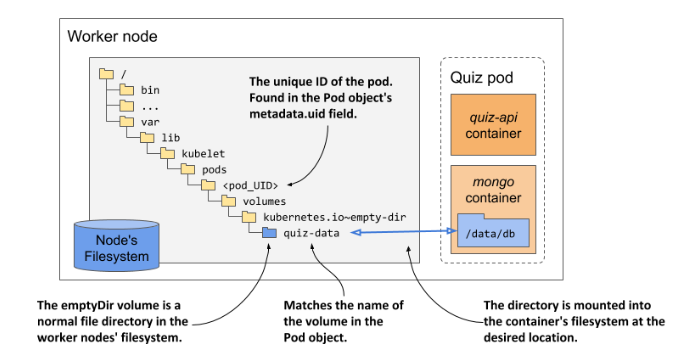 Worker node
/
bin
...
var
lib
kubelet
pods
<pod_UID>
volumes
kubernetes.io~empty-dir
quiz-data
The unique ID of the pod.
Found in the Pod object's
metadata.uid field.
Node's
Filesystem
Quiz pod
quiz-api
container
mongo
container
/data/db
The emptyDir volume is a
normal file directory in the
worker nodes' filesystem.
Matches the name of
the volume in the
Pod object.
The directory is mounted into
the container's filesystem at the
desired location.